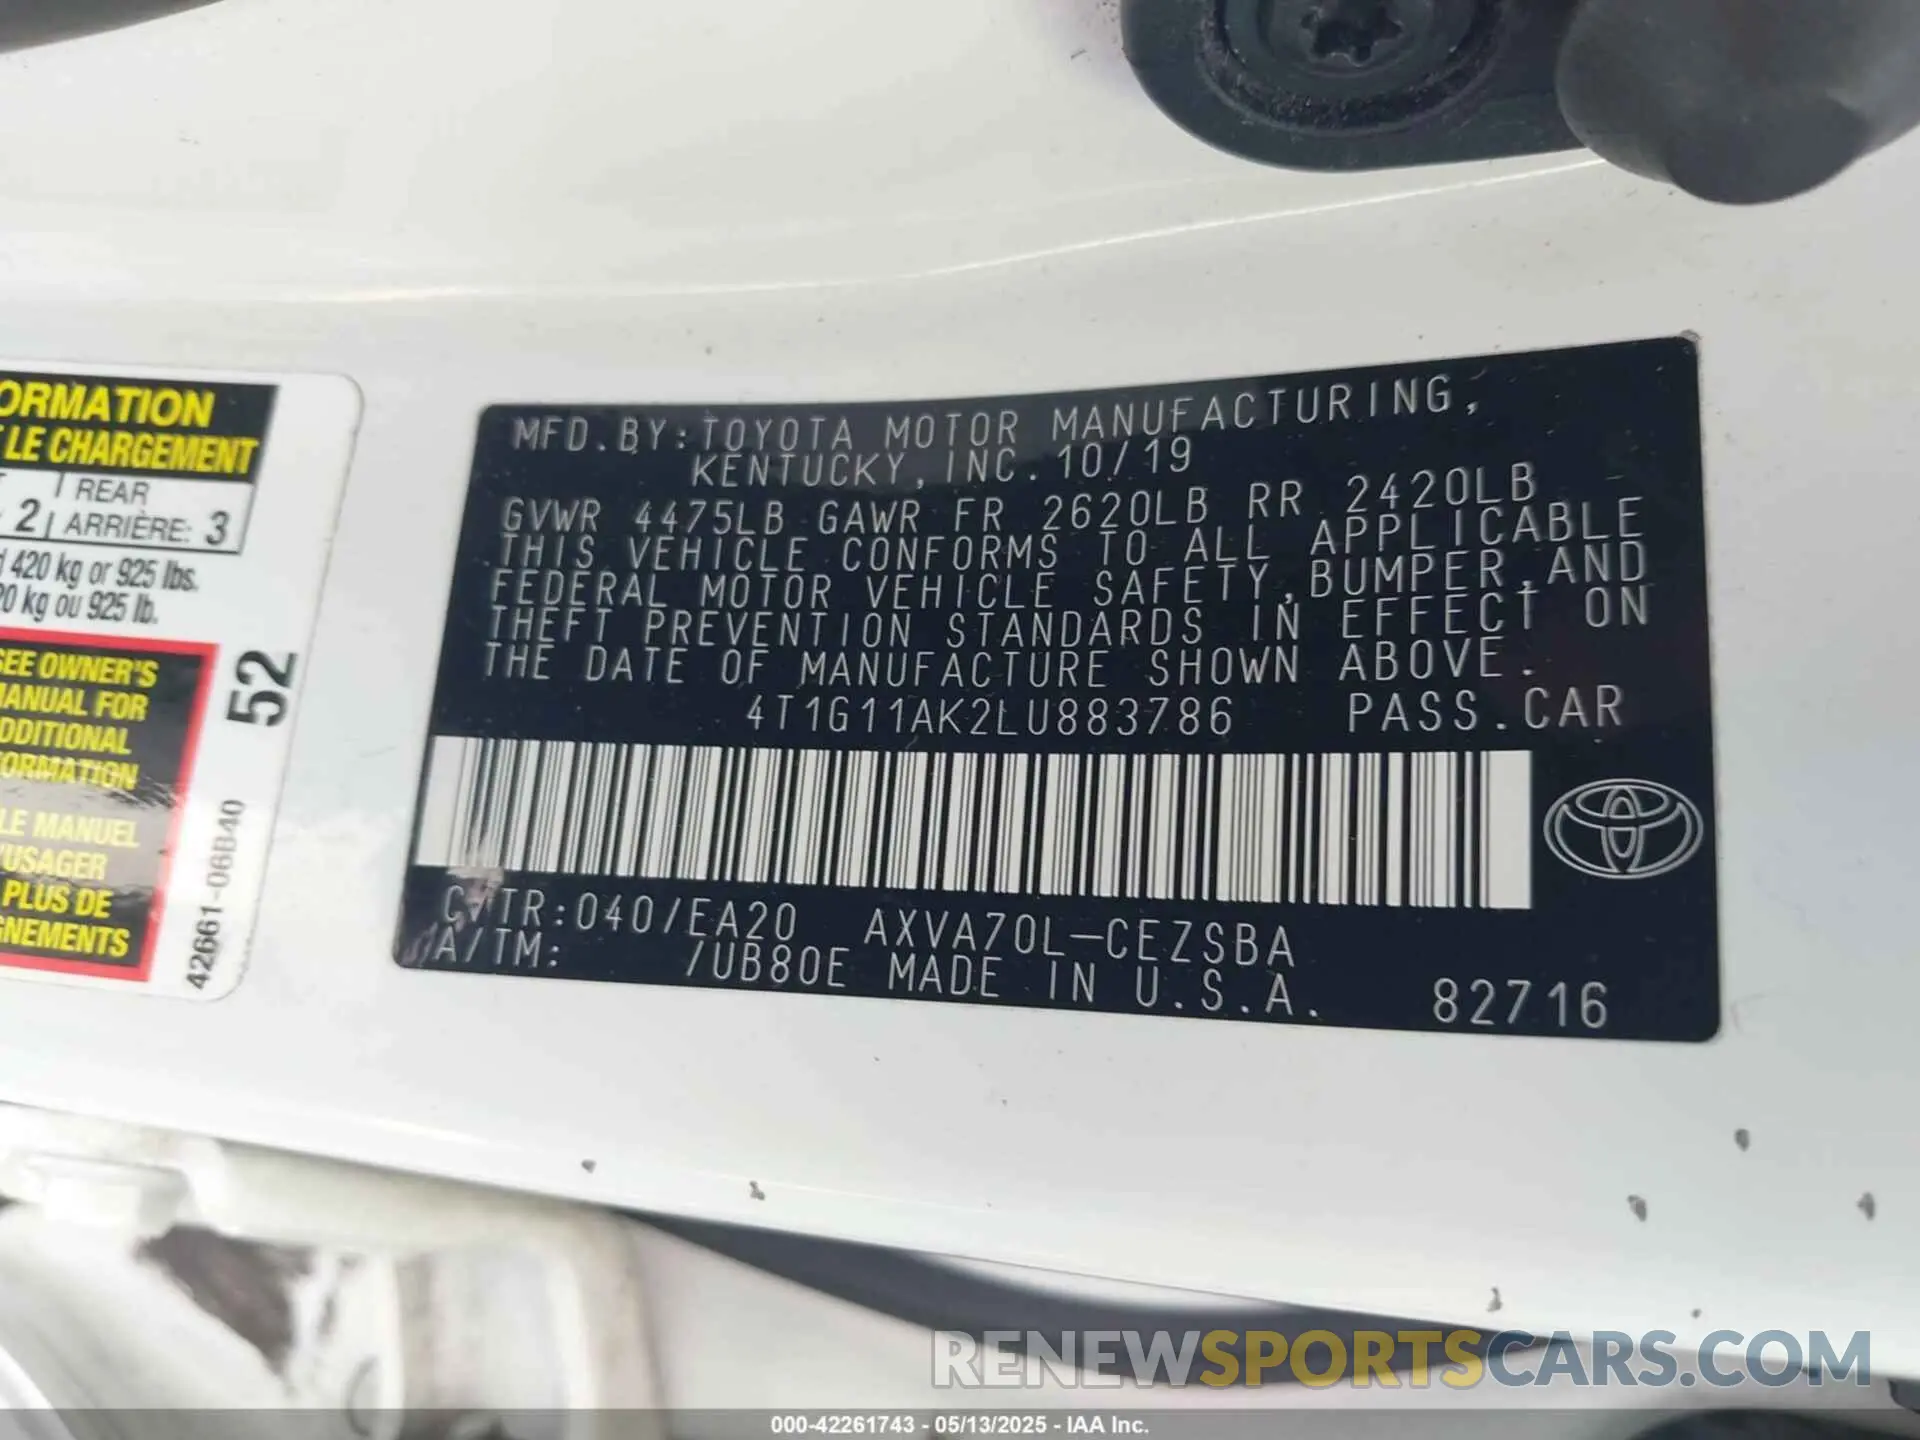 ORMATION
LE CHARGEMENT
REAR
2 ARRIÈRE: 3
420 kg or 925 lbs.
20 kg ou 925 lb.
SEE OWNER'S
MANUAL FOR
DDITIONAL
ORMATION
LE MANUEL
'USAGER
PLUS DE
GNEMENTS
52
42661-06B40
MFD.BY:TOYOTA MOTOR MANUFACTURING,
KENTUCKY,INC.10/19
GVWR 4475LB GAWR FR 2620LB RR 2420LB
THIS VEHICLE CONFORMS TO ALL APPLICABLE
FEDERAL MOTOR VEHICLE SAFETY,BUMPER,AND
THEFT PREVENTION STANDARDS IN EFFECT ON
THE DATE OF MANUFACTURE SHOWN ABOVE.
4T1G11AK2LU883786 PASS.CAR
C/TR:040/EA20 AXVA70L-CEZSBA
A/TM: /UB80E MADE IN U.S.A. 82716
RENEWSPORTSCARS.COM
000-42261743 - 05/13/2025 - IAA Inc.